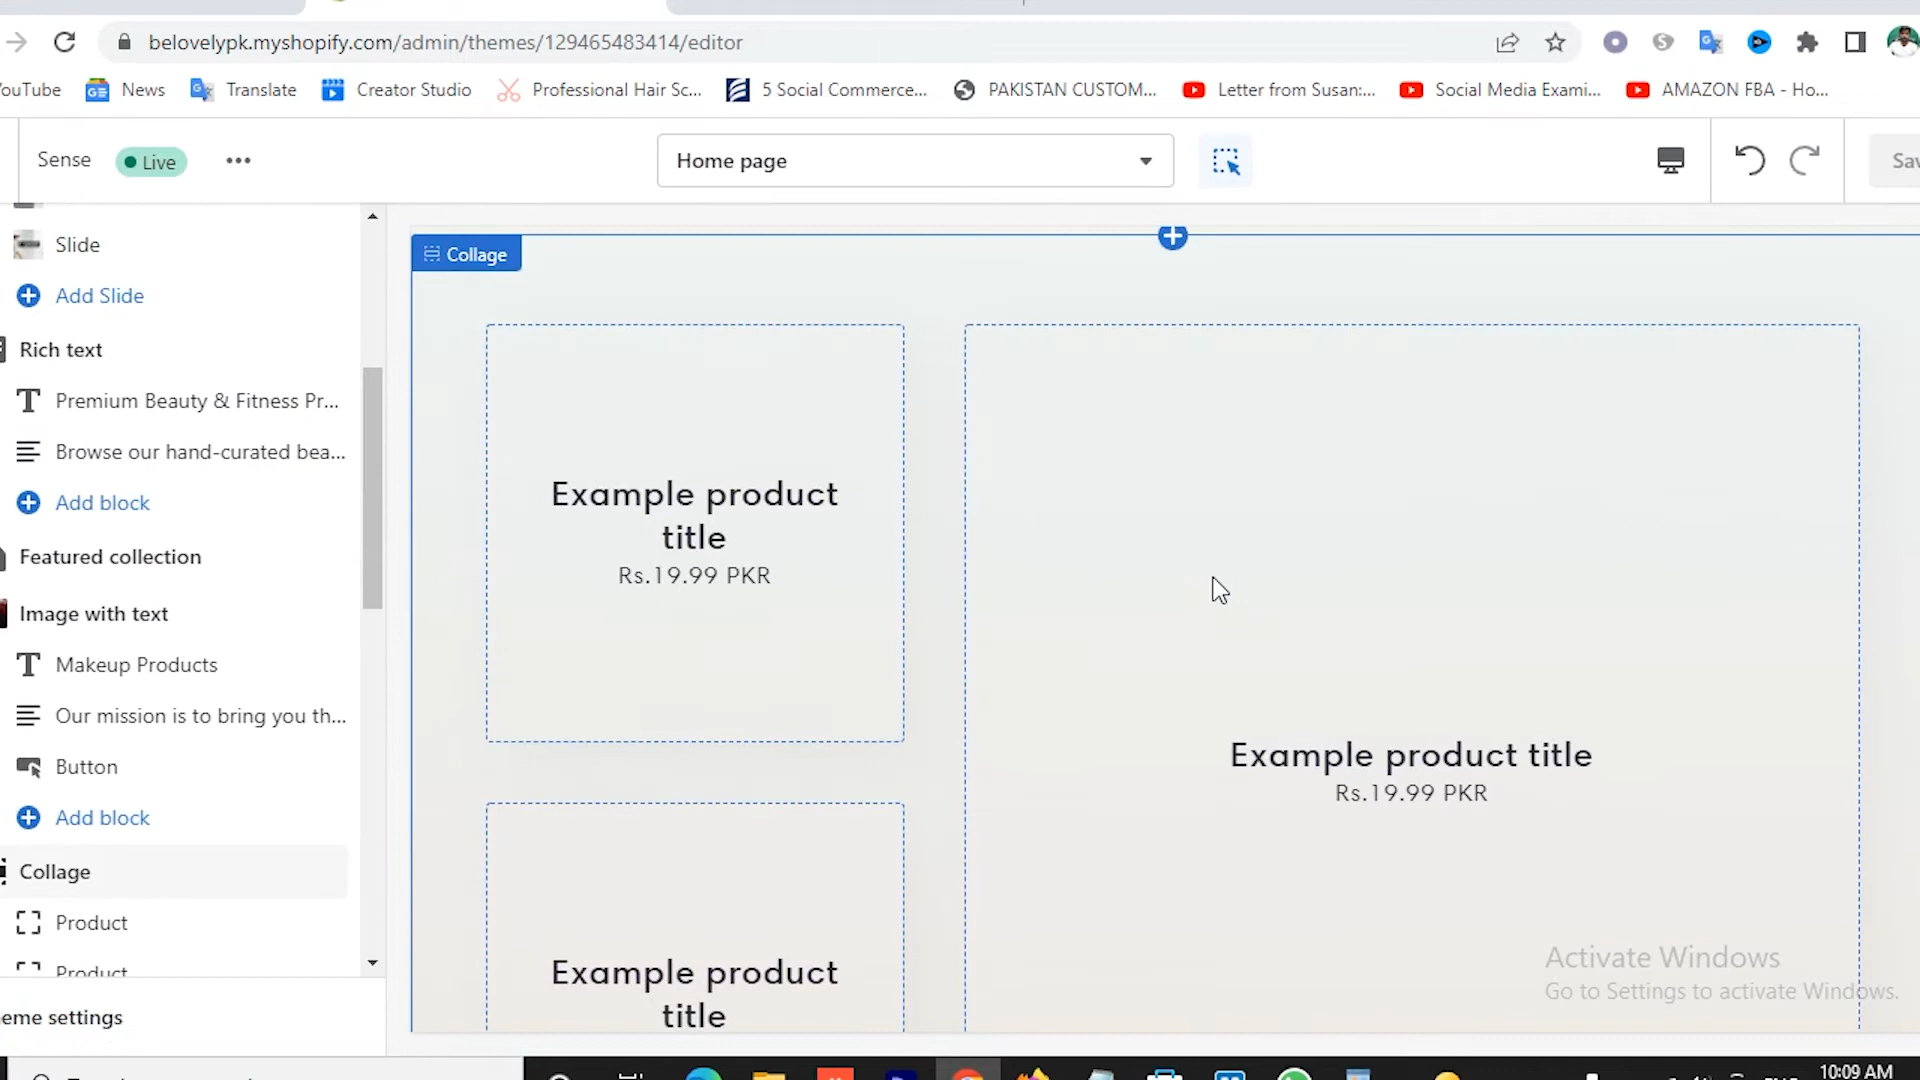 belovelypk.myshopify.com/admin/themes/129465483414/editor
ouTube
News
Translate
Creator Studio
Professional Hair Sc...
5 Social Commerce...
PAKISTAN CUSTOM...
Letter from Susan:...
Social Media Exami...
AMAZON FBA - Ho...
Sense
Live
Home page
Sav
Slide
Add Slide
Rich text
Premium Beauty & Fitness Pr...
Browse our hand-curated bea...
Add block
Featured collection
Image with text
Makeup Products
Our mission is to bring you th...
Button
Add block
Collage
Product
Product
eme settings
Collage
Example product
title
Rs.19.99 PKR
Example product title
Rs.19.99 PKR
Example product
title
Activate Windows
Go to Settings to activate Windows.
10:09 AM